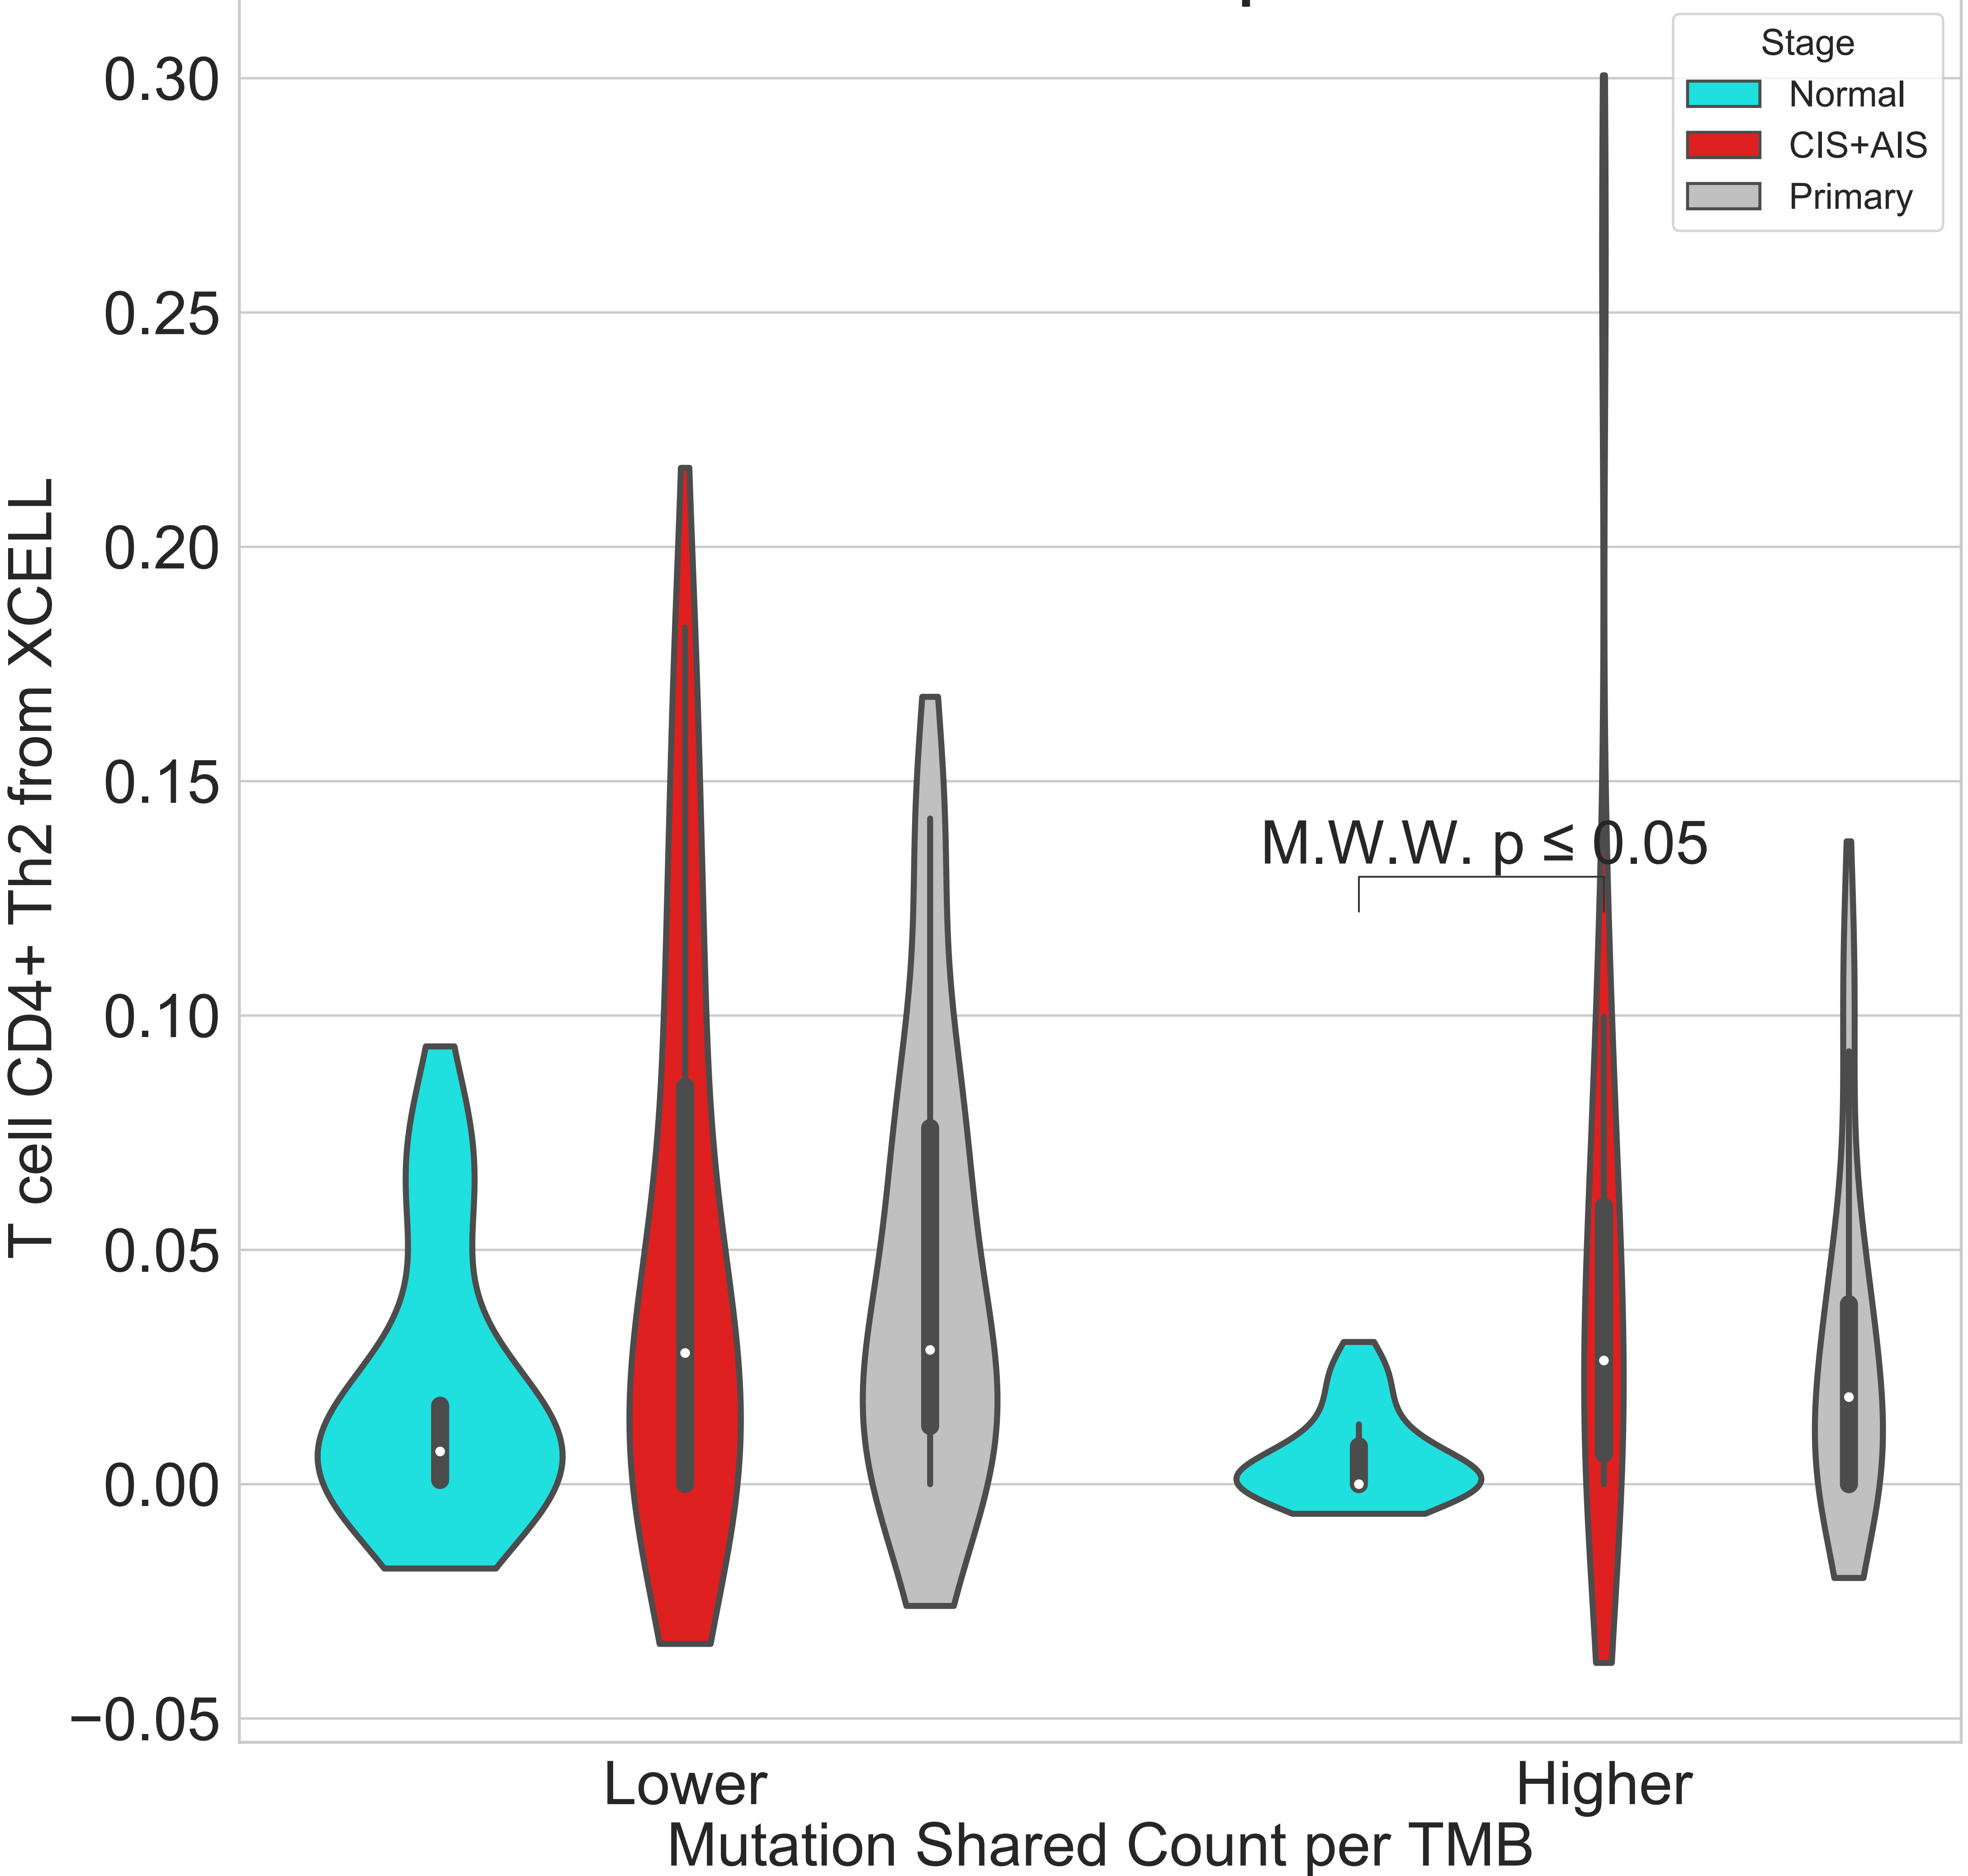 T cell CD4+ Th2 from XCELL
0.30
0.25
0.20
0.15
0.10
0.05
0.00
−0.05
Stage
Normal
CIS+AIS
Primary
M.W.W. p ≤ 0.05
Lower
Higher
Mutation Shared Count per TMB